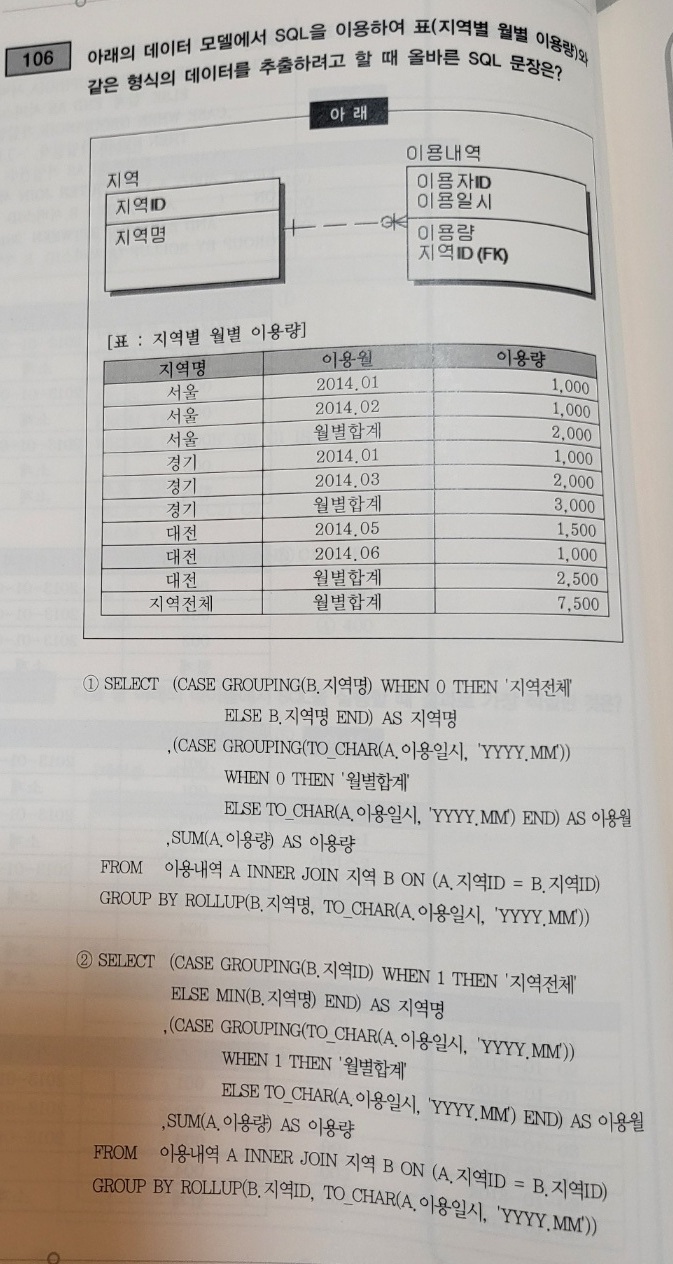 106
아래의 데이터 모델에서 SQL을 이용하여 표(지역별 월별 이용량)와
같은 형식의 데이터를 추출하려고 할 때 올바른 SQL 문장은?
아 래
지역
지역ID
지역명
이용내역
이용자ID
이용일시
이용량
지역ID (FK)
[표 : 지역별 월별 이용량]
지역명 이용월 이용량
서울 2014.01 1,000
서울 2014.02 1,000
서울 월별합계 2,000
경기 2014.01 1,000
경기 2014.03 2,000
경기 월별합계 3,000
대전 2014.05 1,500
대전 2014.06 1,000
대전 월별합계 2,500
지역전체 월별합계 7,500
① SELECT (CASE GROUPING(B.지역명) WHEN 0 THEN '지역전체'
ELSE B.지역명 END) AS 지역명
,(CASE GROUPING(TO_CHAR(A.이용일시, 'YYYY.MM'))
WHEN 0 THEN '월별합계'
ELSE TO_CHAR(A.이용일시, 'YYYY.MM') END) AS 이용월
,SUM(A.이용량) AS 이용량
FROM 이용내역 A INNER JOIN 지역 B ON (A.지역ID = B.지역ID)
GROUP BY ROLLUP(B.지역명, TO_CHAR(A.이용일시, 'YYYY.MM'))
② SELECT (CASE GROUPING(B.지역ID) WHEN 1 THEN '지역전체'
ELSE MIN(B.지역명) END) AS 지역명
,(CASE GROUPING(TO_CHAR(A.이용일시, 'YYYY.MM'))
WHEN 1 THEN '월별합계'
ELSE TO_CHAR(A.이용일시, 'YYYY.MM') END) AS 이용월
,SUM(A.이용량) AS 이용량
FROM 이용내역 A INNER JOIN 지역 B ON (A.지역ID = B.지역ID)
GROUP BY ROLLUP(B.지역ID, TO_CHAR(A.이용일시, 'YYYY.MM'))